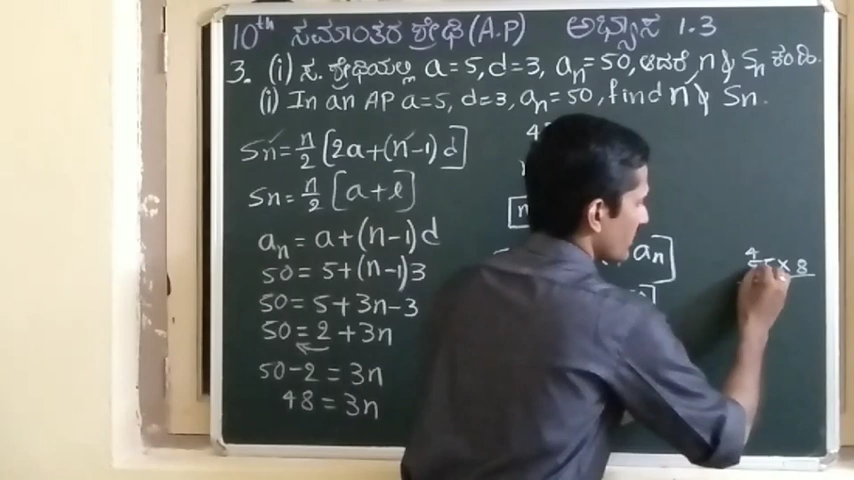 10th ಸಮಾಂತರ ಶ್ರೇಢಿ (A.P) ಅಭ್ಯಾಸ 1.3
3. (i) ಸ. ಶ್ರೇಢಿಯಲ್ಲಿ a=5, d=3, an=50, ಆದರೆ n & Sn ಕಂಡು.
(i) In an AP a=5, d=3, an=50, find n & Sn.
Sn = n/2 [2a+(n-1)d]
Sn = n/2 [a+l]
an = a+(n-1)d
50 = 5+(n-1)3
50 = 5+3n-3
50 = 2+3n
50-2 = 3n
48 = 3n
an]
× 8